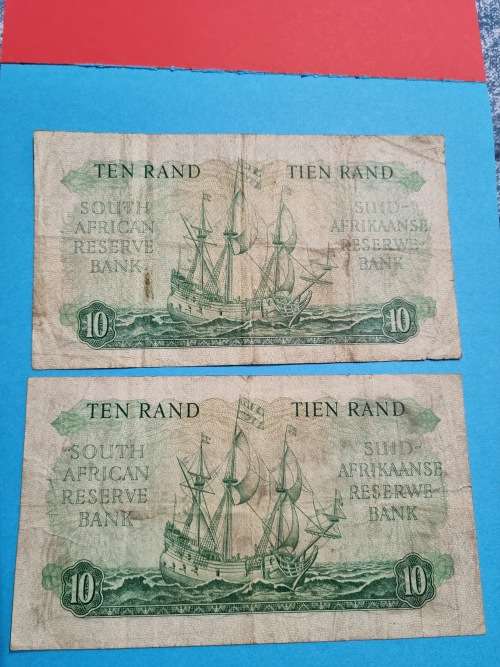 TEN RAND TIEN RAND
SOUTH
AFRICAN
RESERVE
BANK
SUID-
AFRIKAANSE
RESERWE-
BANK
10 10
TEN RAND TIEN RAND
SOUTH
AFRICAN
RESERVE
BANK
SUID-
AFRIKAANSE
RESERWE-
BANK
10 10